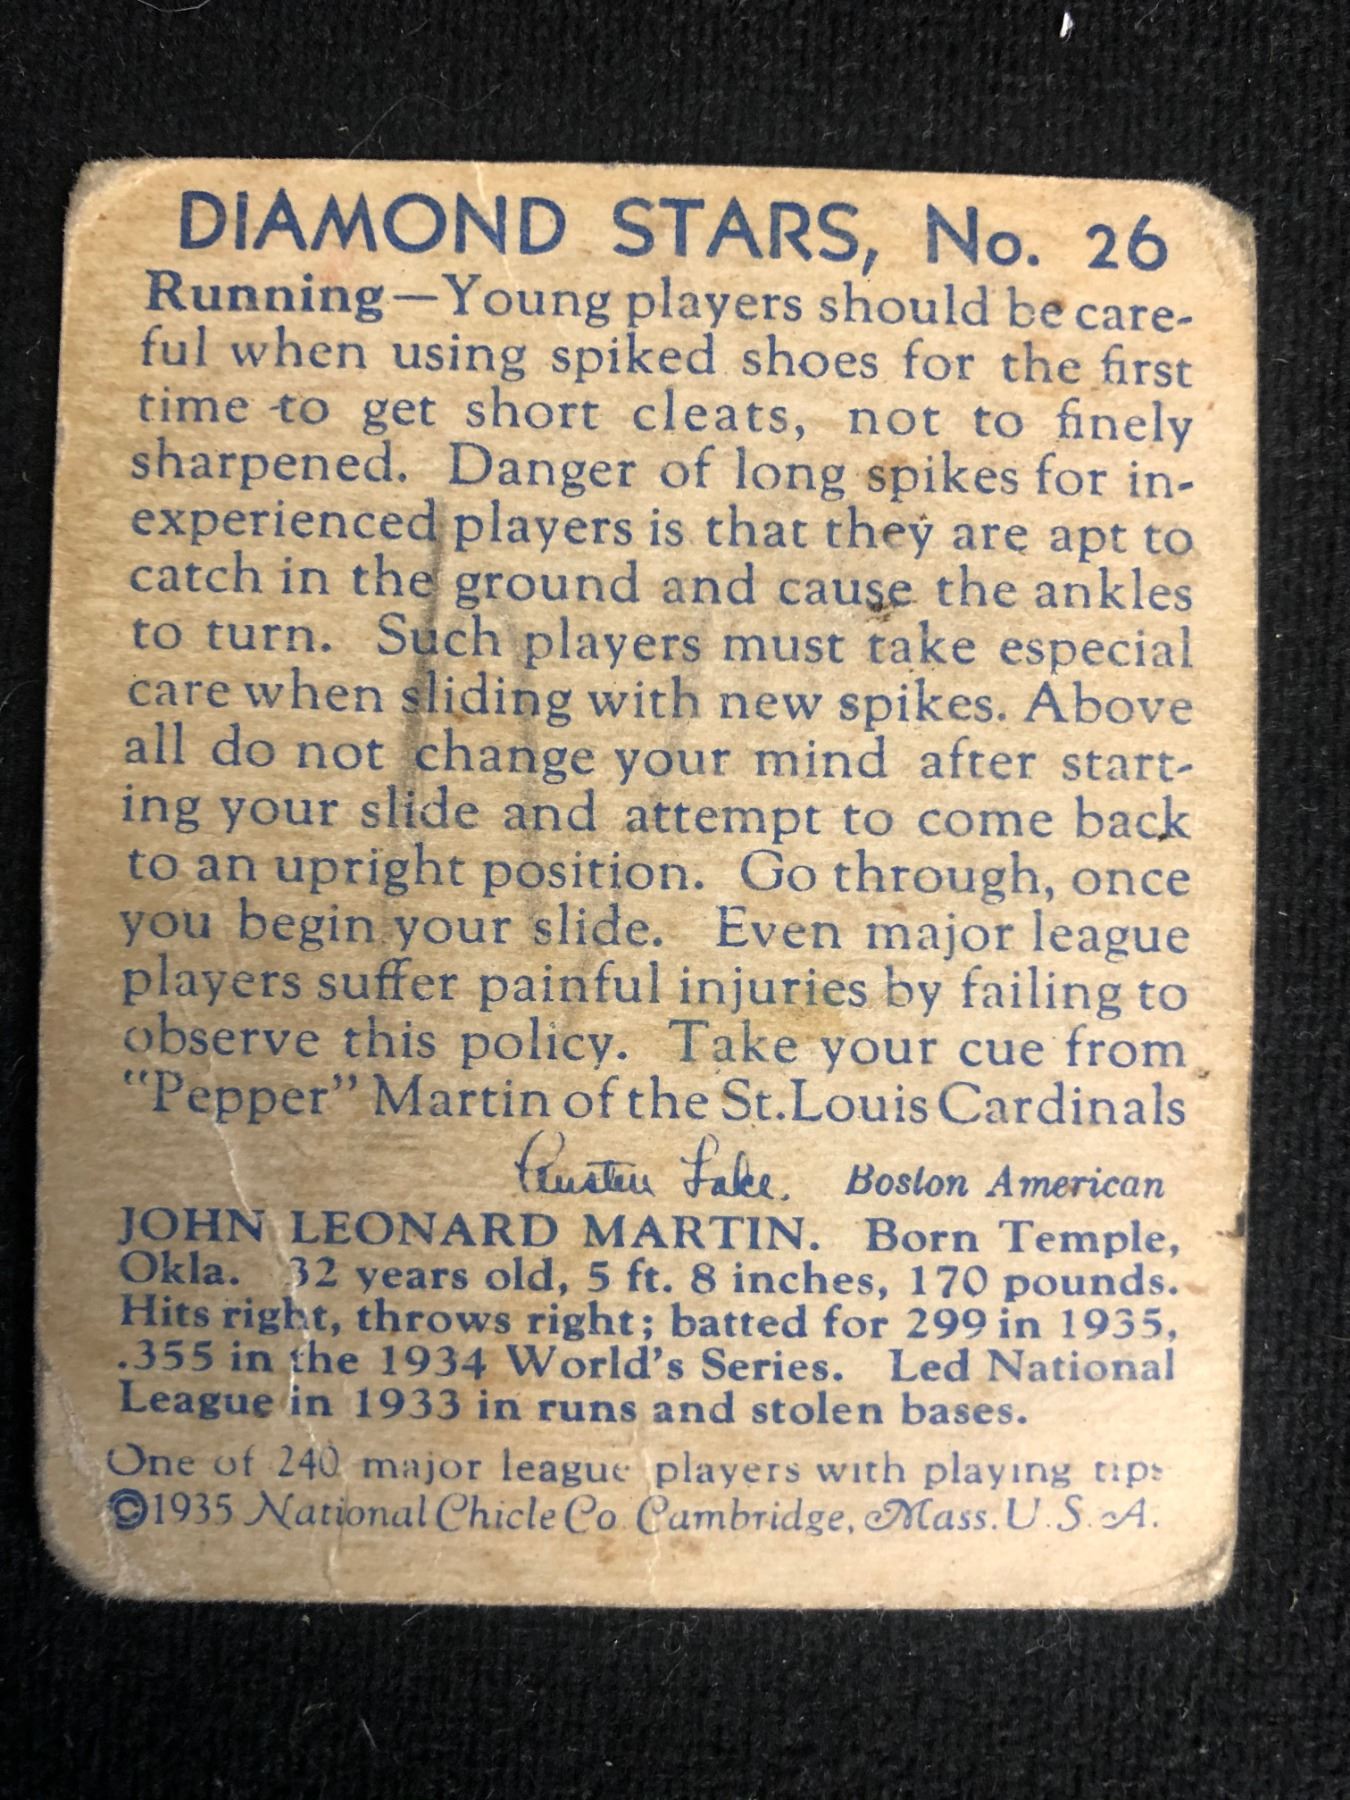 DIAMOND STARS, No. 26
Running—Young players should be care-
ful when using spiked shoes for the first
time to get short cleats, not to finely
sharpened. Danger of long spikes for in-
experienced players is that they are apt to
catch in the ground and cause the ankles
to turn. Such players must take especial
care when sliding with new spikes. Above
all do not change your mind after start-
ing your slide and attempt to come back
to an upright position. Go through, once
you begin your slide. Even major league
players suffer painful injuries by failing to
observe this policy. Take your cue from
"Pepper" Martin of the St. Louis Cardinals
Austen Lake. Boston American
JOHN LEONARD MARTIN. Born Temple,
Okla. 32 years old, 5 ft. 8 inches, 170 pounds.
Hits right, throws right; batted for 299 in 1935,
.355 in the 1934 World's Series. Led National
League in 1933 in runs and stolen bases.
One of 240 major league players with playing tips
©1935 National Chicle Co. Cambridge, Mass. U.S.A.